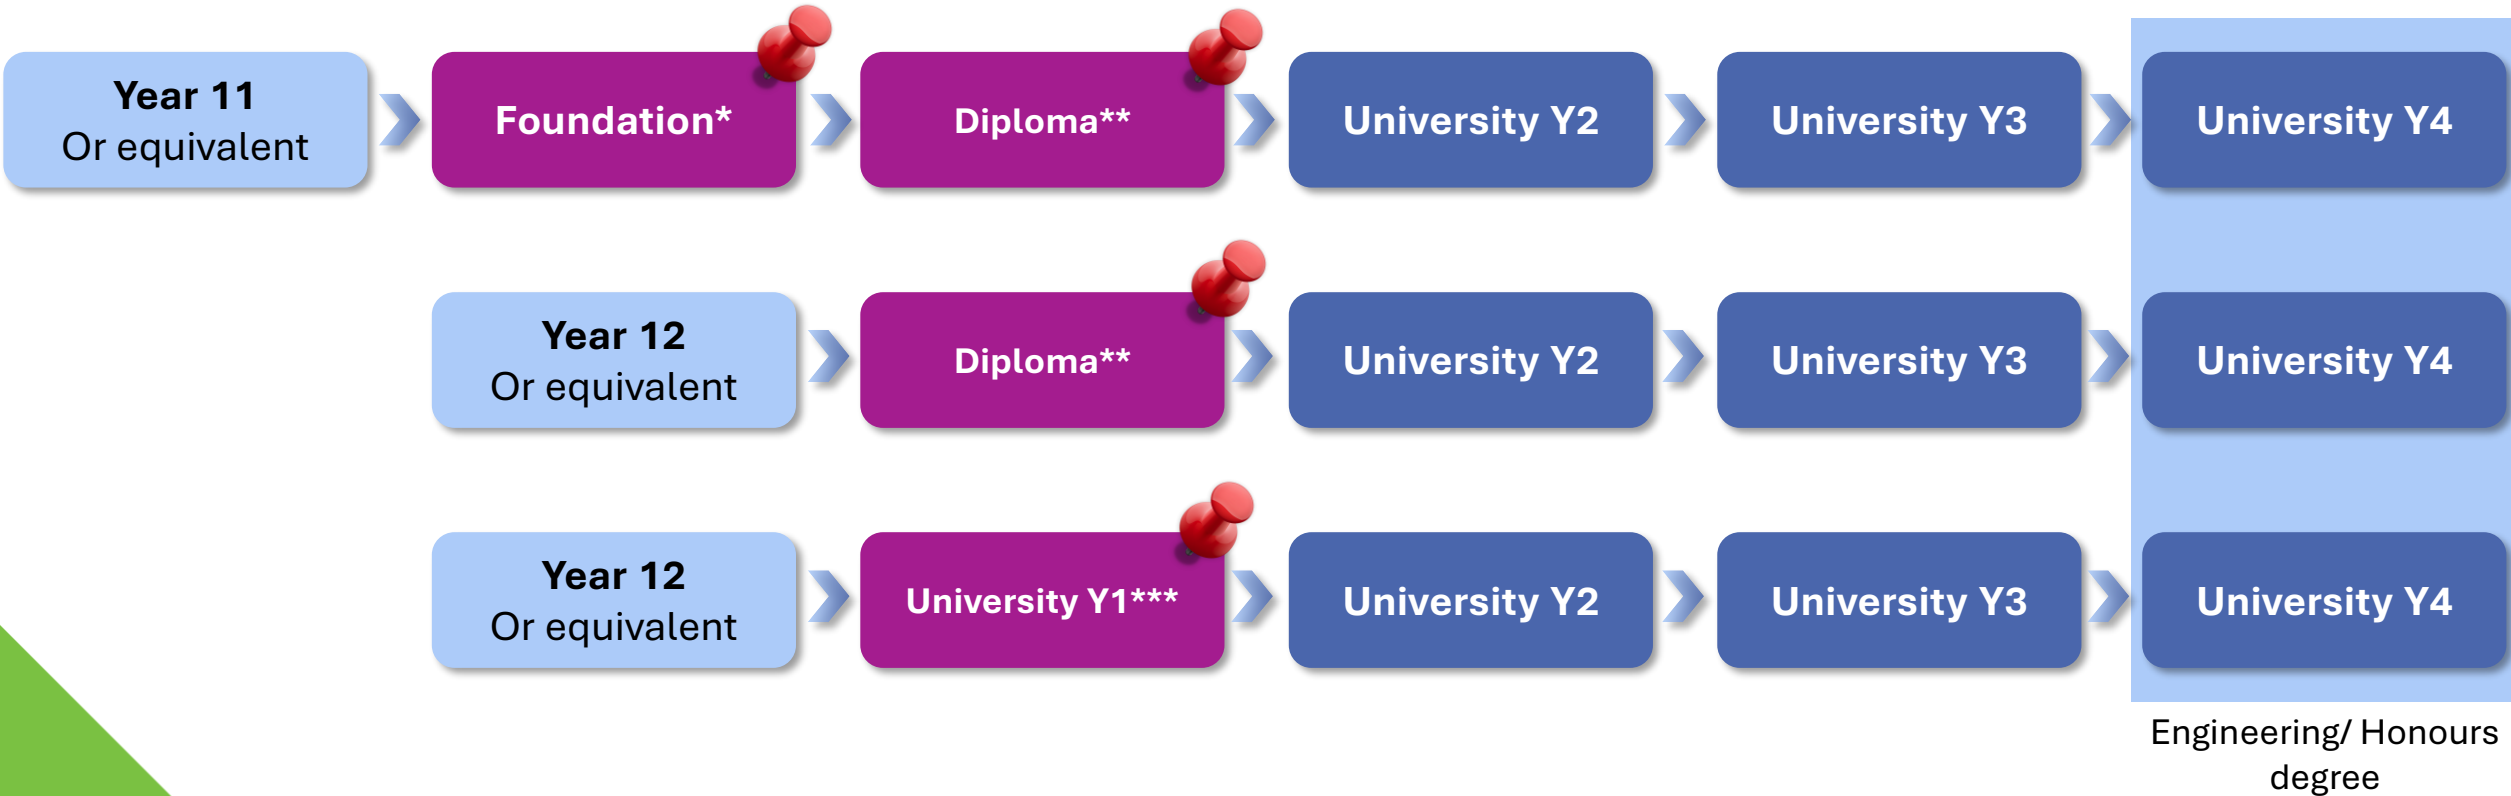 Year 11
Or equivalent
Foundation*
Diploma**
University Y2
University Y3
University Y4
Year 12
Or equivalent
Diploma**
University Y2
University Y3
University Y4
Year 12
Or equivalent
University Y1***
University Y2
University Y3
University Y4
Engineering/ Honours
degree